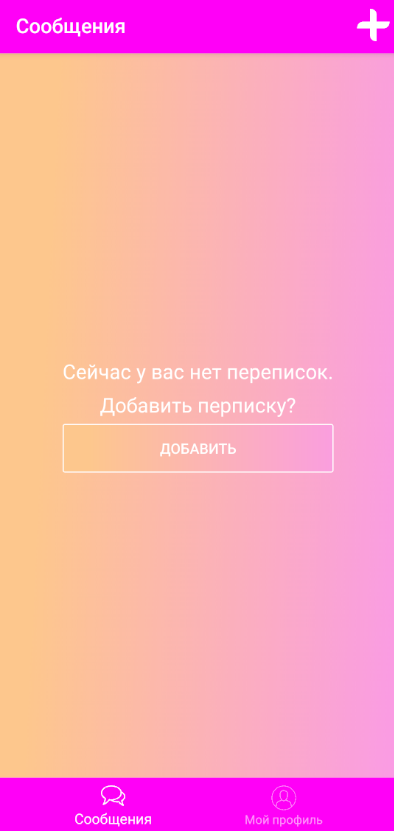 Сообщения
Сейчас у вас нет переписок.
Добавить перписку?
ДОБАВИТЬ
Сообщения
Мой профиль